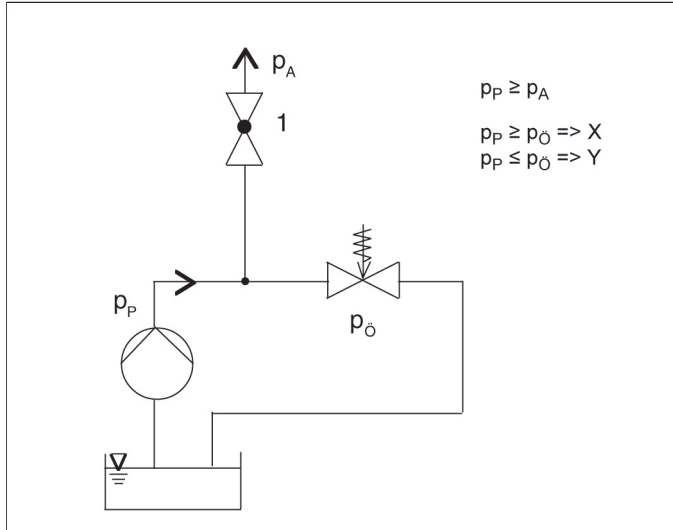 p_A
1
p_P ≥ p_A
p_P ≥ p_Ö => X
p_P ≤ p_Ö => Y
p_P
p_Ö